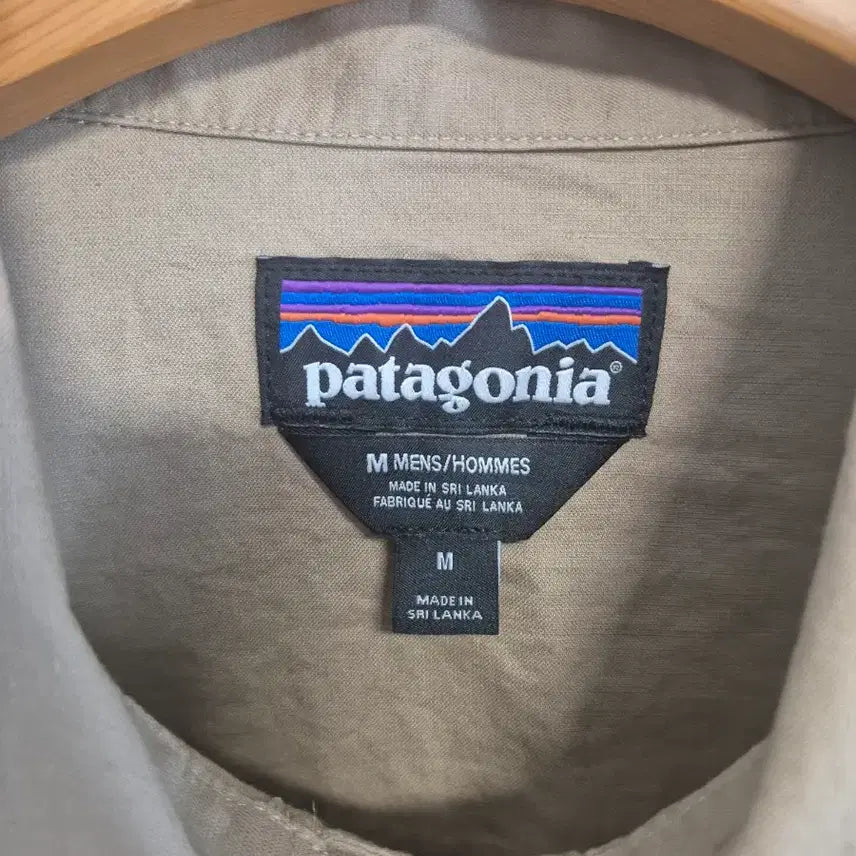 patagonia®
M MENS/HOMMES
MADE IN SRI LANKA
FABRIQUÉ AU SRI LANKA
M
MADE IN
SRI LANKA